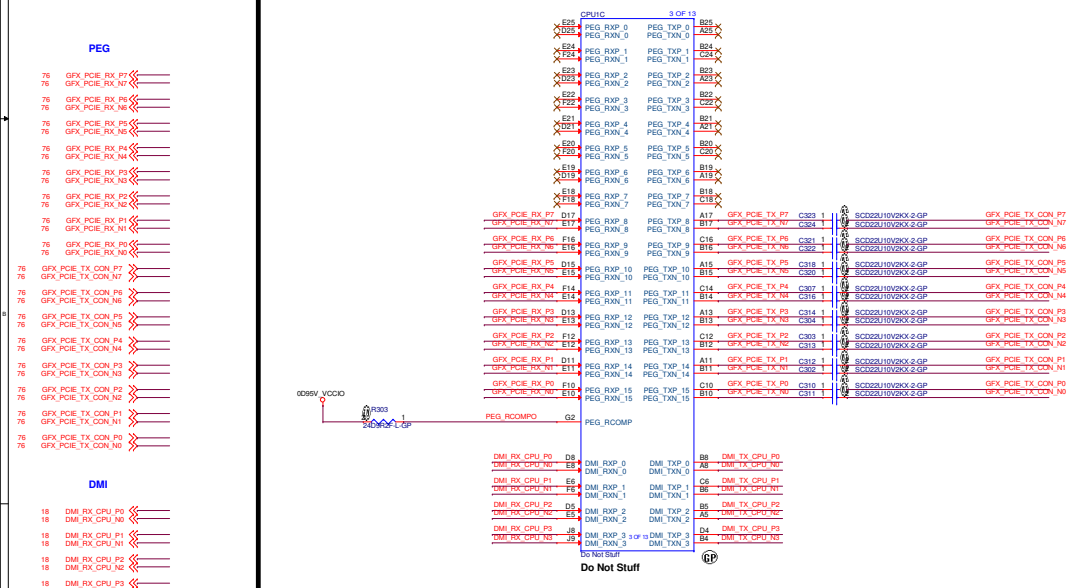 PEG
76 GFX_PCIE_RX_P7
76 GFX_PCIE_RX_N7
76 GFX_PCIE_RX_P6
76 GFX_PCIE_RX_N6
76 GFX_PCIE_RX_P5
76 GFX_PCIE_RX_N5
76 GFX_PCIE_RX_P4
76 GFX_PCIE_RX_N4
76 GFX_PCIE_RX_P3
76 GFX_PCIE_RX_N3
76 GFX_PCIE_RX_P2
76 GFX_PCIE_RX_N2
76 GFX_PCIE_RX_P1
76 GFX_PCIE_RX_N1
76 GFX_PCIE_RX_P0
76 GFX_PCIE_RX_N0
76 GFX_PCIE_TX_CON_P7
76 GFX_PCIE_TX_CON_N7
76 GFX_PCIE_TX_CON_P6
76 GFX_PCIE_TX_CON_N6
76 GFX_PCIE_TX_CON_P5
76 GFX_PCIE_TX_CON_N5
76 GFX_PCIE_TX_CON_P4
76 GFX_PCIE_TX_CON_N4
76 GFX_PCIE_TX_CON_P3
76 GFX_PCIE_TX_CON_N3
76 GFX_PCIE_TX_CON_P2
76 GFX_PCIE_TX_CON_N2
76 GFX_PCIE_TX_CON_P1
76 GFX_PCIE_TX_CON_N1
76 GFX_PCIE_TX_CON_P0
76 GFX_PCIE_TX_CON_N0
DMI
18 DMI_RX_CPU_P0
18 DMI_RX_CPU_N0
18 DMI_RX_CPU_P1
18 DMI_RX_CPU_N1
18 DMI_RX_CPU_P2
18 DMI_RX_CPU_N2
18 DMI_RX_CPU_P3
B
CPU1C 3 OF 13
E25 PEG_RXP_0 PEG_TXP_0 B25
D25 PEG_RXN_0 PEG_TXN_0 A25
E24 PEG_RXP_1 PEG_TXP_1 B24
F24 PEG_RXN_1 PEG_TXN_1 C24
E23 PEG_RXP_2 PEG_TXP_2 B23
D23 PEG_RXN_2 PEG_TXN_2 A23
E22 PEG_RXP_3 PEG_TXP_3 B22
F22 PEG_RXN_3 PEG_TXN_3 C22
E21 PEG_RXP_4 PEG_TXP_4 B21
D21 PEG_RXN_4 PEG_TXN_4 A21
E20 PEG_RXP_5 PEG_TXP_5 B20
F20 PEG_RXN_5 PEG_TXN_5 C20
E19 PEG_RXP_6 PEG_TXP_6 B19
D19 PEG_RXN_6 PEG_TXN_6 A19
E18 PEG_RXP_7 PEG_TXP_7 B18
F18 PEG_RXN_7 PEG_TXN_7 C18
GFX_PCIE_RX_P7 D17 PEG_RXP_8 PEG_TXP_8 A17 GFX_PCIE_TX_P7 C323 1 SCD22U10V2KX-2-GP GFX_PCIE_TX_CON_P7
GFX_PCIE_RX_N7 E17 PEG_RXN_8 PEG_TXN_8 B17 GFX_PCIE_TX_N7 C324 1 SCD22U10V2KX-2-GP GFX_PCIE_TX_CON_N7
GFX_PCIE_RX_P6 F16 PEG_RXP_9 PEG_TXP_9 C16 GFX_PCIE_TX_P6 C321 1 SCD22U10V2KX-2-GP GFX_PCIE_TX_CON_P6
GFX_PCIE_RX_N6 E16 PEG_RXN_9 PEG_TXN_9 B16 GFX_PCIE_TX_N6 C322 1 SCD22U10V2KX-2-GP GFX_PCIE_TX_CON_N6
GFX_PCIE_RX_P5 D15 PEG_RXP_10 PEG_TXP_10 A15 GFX_PCIE_TX_P5 C318 1 SCD22U10V2KX-2-GP GFX_PCIE_TX_CON_P5
GFX_PCIE_RX_N5 E15 PEG_RXN_10 PEG_TXN_10 B15 GFX_PCIE_TX_N5 C320 1 SCD22U10V2KX-2-GP GFX_PCIE_TX_CON_N5
GFX_PCIE_RX_P4 F14 PEG_RXP_11 PEG_TXP_11 C14 GFX_PCIE_TX_P4 C307 1 SCD22U10V2KX-2-GP GFX_PCIE_TX_CON_P4
GFX_PCIE_RX_N4 E14 PEG_RXN_11 PEG_TXN_11 B14 GFX_PCIE_TX_N4 C316 1 SCD22U10V2KX-2-GP GFX_PCIE_TX_CON_N4
GFX_PCIE_RX_P3 D13 PEG_RXP_12 PEG_TXP_12 A13 GFX_PCIE_TX_P3 C314 1 SCD22U10V2KX-2-GP GFX_PCIE_TX_CON_P3
GFX_PCIE_RX_N3 E13 PEG_RXN_12 PEG_TXN_12 B13 GFX_PCIE_TX_N3 C304 1 SCD22U10V2KX-2-GP GFX_PCIE_TX_CON_N3
GFX_PCIE_RX_P2 F12 PEG_RXP_13 PEG_TXP_13 C12 GFX_PCIE_TX_P2 C303 1 SCD22U10V2KX-2-GP GFX_PCIE_TX_CON_P2
GFX_PCIE_RX_N2 E12 PEG_RXN_13 PEG_TXN_13 B12 GFX_PCIE_TX_N2 C313 1 SCD22U10V2KX-2-GP GFX_PCIE_TX_CON_N2
GFX_PCIE_RX_P1 D11 PEG_RXP_14 PEG_TXP_14 A11 GFX_PCIE_TX_P1 C312 1 SCD22U10V2KX-2-GP GFX_PCIE_TX_CON_P1
GFX_PCIE_RX_N1 E11 PEG_RXN_14 PEG_TXN_14 B11 GFX_PCIE_TX_N1 C302 1 SCD22U10V2KX-2-GP GFX_PCIE_TX_CON_N1
GFX_PCIE_RX_P0 F10 PEG_RXP_15 PEG_TXP_15 C10 GFX_PCIE_TX_P0 C310 1 SCD22U10V2KX-2-GP GFX_PCIE_TX_CON_P0
GFX_PCIE_RX_N0 E10 PEG_RXN_15 PEG_TXN_15 B10 GFX_PCIE_TX_N0 C311 1 SCD22U10V2KX-2-GP GFX_PCIE_TX_CON_N0
0D95V_VCCIO
R303 1 PEG_RCOMPO G2 PEG_RCOMP
24D9R2F-L-GP
DMI_RX_CPU_P0 D8 DMI_RXP_0 DMI_TXP_0 B8 DMI_TX_CPU_P0
DMI_RX_CPU_N0 E8 DMI_RXN_0 DMI_TXN_0 A8 DMI_TX_CPU_N0
DMI_RX_CPU_P1 E6 DMI_RXP_1 DMI_TXP_1 C6 DMI_TX_CPU_P1
DMI_RX_CPU_N1 F6 DMI_RXN_1 DMI_TXN_1 B6 DMI_TX_CPU_N1
DMI_RX_CPU_P2 D5 DMI_RXP_2 DMI_TXP_2 B5 DMI_TX_CPU_P2
DMI_RX_CPU_N2 E5 DMI_RXN_2 DMI_TXN_2 A5 DMI_TX_CPU_N2
DMI_RX_CPU_P3 J8 DMI_RXP_3 3 OF 13 DMI_TXP_3 D4 DMI_TX_CPU_P3
DMI_RX_CPU_N3 J9 DMI_RXN_3 DMI_TXN_3 B4 DMI_TX_CPU_N3
Do Not Stuff
Do Not Stuff
GP